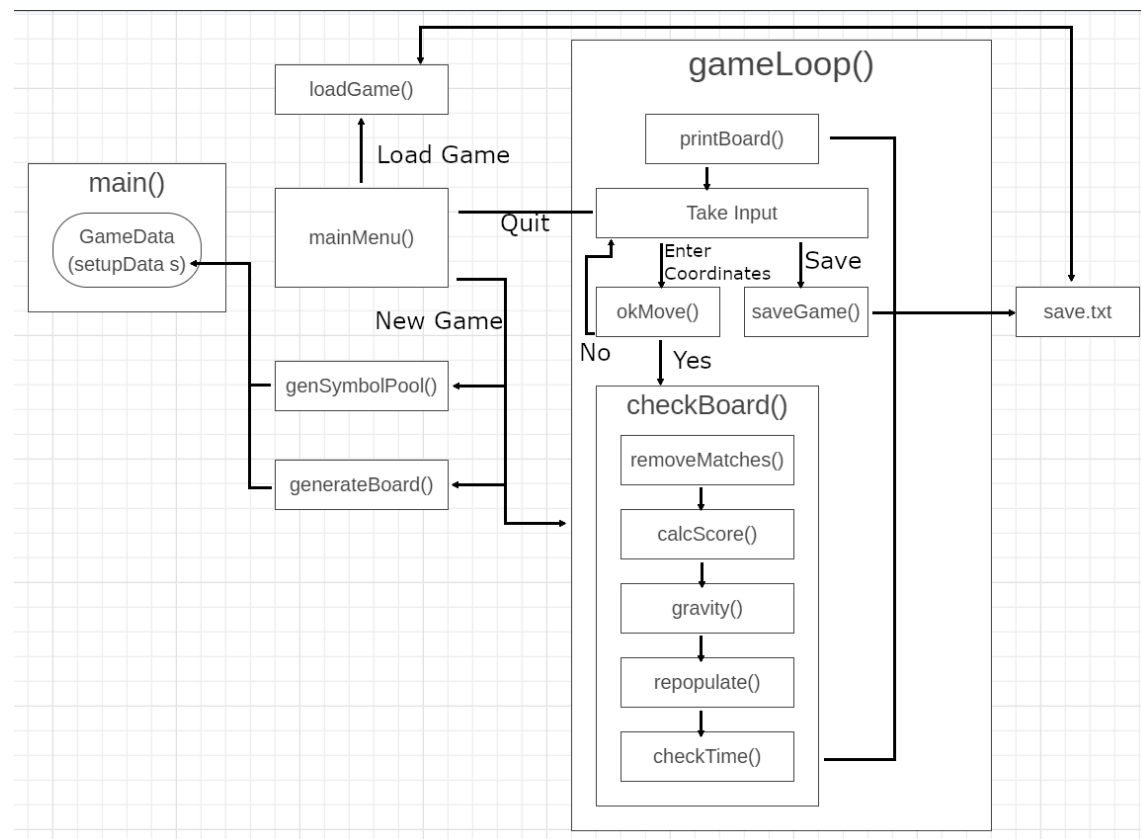 gameLoop()
loadGame()
printBoard()
Load Game
main()
GameData
(setupData s)
mainMenu()
Quit
Take Input
Enter
Coordinates
Save
New Game
okMove()
saveGame()
save.txt
No
Yes
genSymbolPool()
checkBoard()
removeMatches()
generateBoard()
calcScore()
gravity()
repopulate()
checkTime()